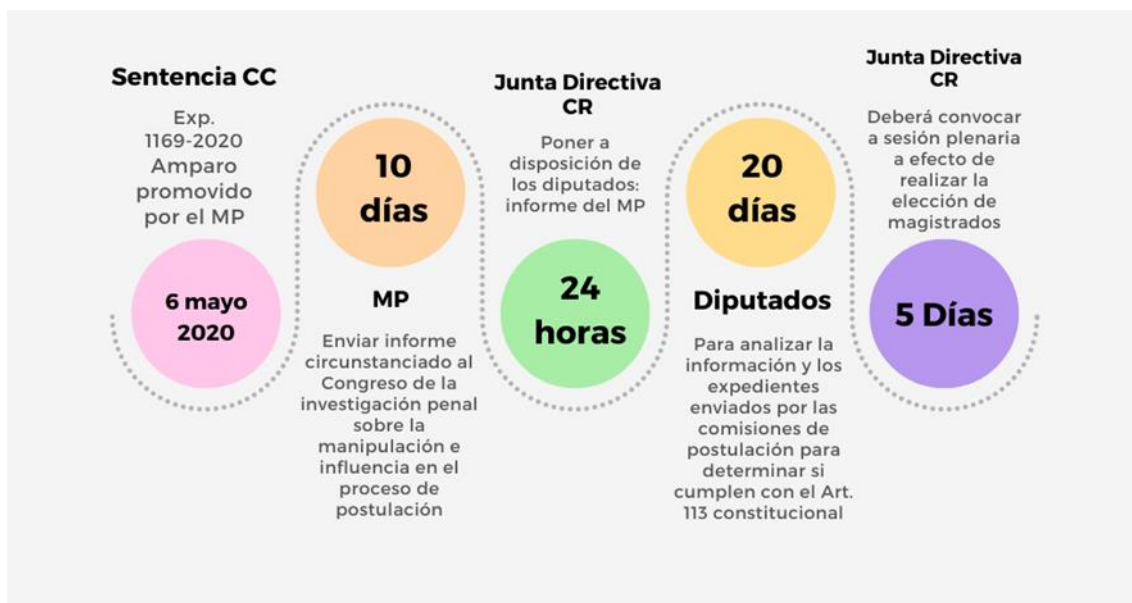 Sentencia CC
Exp.
1169-2020
Amparo
promovido
por el MP
6 mayo
2020
10
días
MP
Enviar informe
circunstanciado al
Congreso de la
investigación penal
sobre la
manipulación e
influencia en el
proceso de
postulación
Junta Directiva
CR
Poner a
disposición de
los diputados:
informe del MP
24
horas
20
días
Diputados
Para analizar la
información y los
expedientes
enviados por las
comisiones de
postulación para
determinar si
cumplen con el Art.
113 constitucional
Junta Directiva
CR
Deberá convocar
a sesión plenaria
a efecto de
realizar la
elección de
magistrados
5 Días